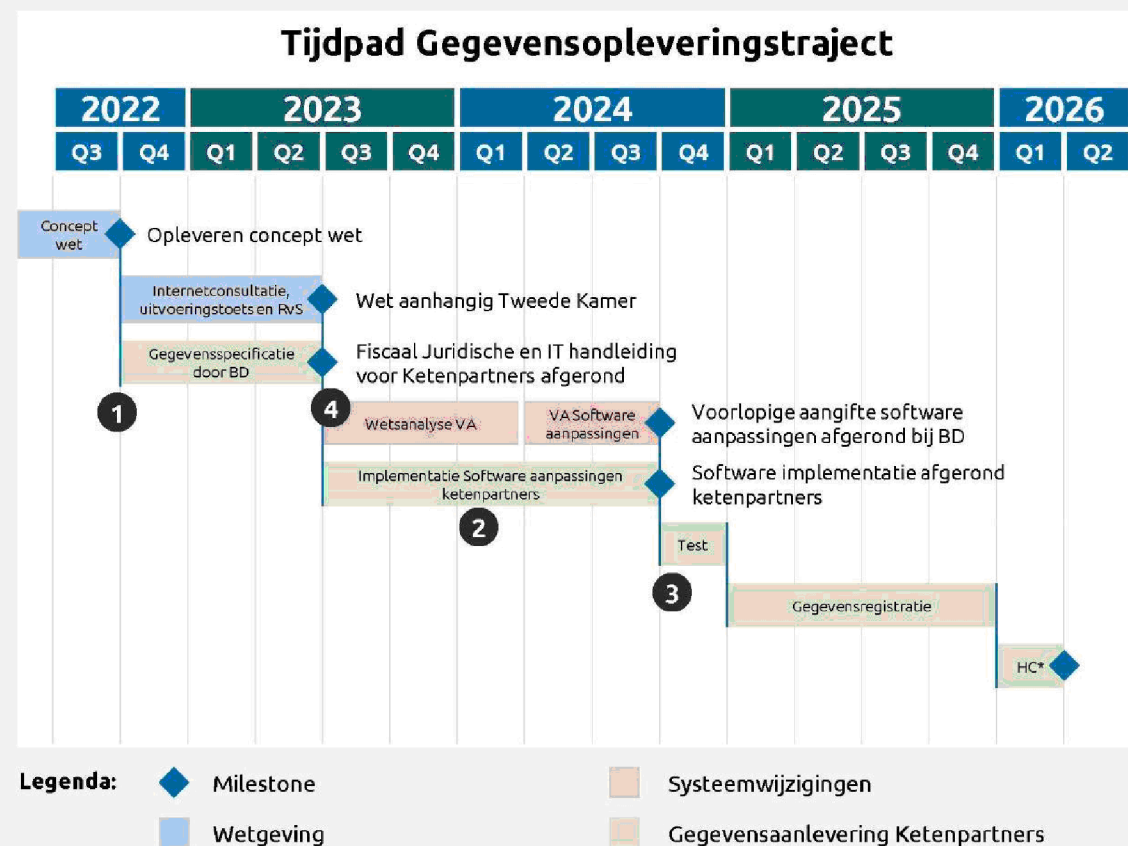 Tijdpad Gegevensopleveringstraject
2022 2023 2024 2025 2026
Q3 Q4 Q1 Q2 Q3 Q4 Q1 Q2 Q3 Q4 Q1 Q2 Q3 Q4 Q1 Q2
Concept
wet
Opleveren concept wet
Internetconsultatie,
uitvoeringstoets en RvS
Wet aanhangig Tweede Kamer
Gegevensspecificatie
door BD
Fiscaal Juridische en IT handleiding
voor Ketenpartners afgerond
1
4
Wetsanalyse VA
VA Software
aanpassingen
Voorlopige aangifte software
aanpassingen afgerond bij BD
Implementatie Software aanpassingen
ketenpartners
Software implementatie afgerond
ketenpartners
2
Test
3
Gegevensregistratie
HC*
Legenda:
Milestone
Systeemwijzigingen
Wetgeving
Gegevensaanlevering Ketenpartners